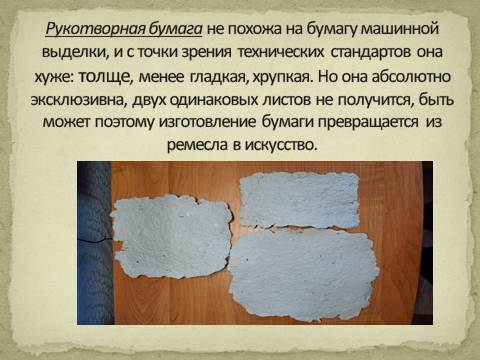 Рукотворная бумага не похожа на бумагу машинной
выделки, и с точки зрения технических стандартов она
хуже: толще, менее гладкая, хрупкая. Но она абсолютно
эксклюзивна, двух одинаковых листов не получится, быть
может поэтому изготовление бумаги превращается из
ремесла в искусство.